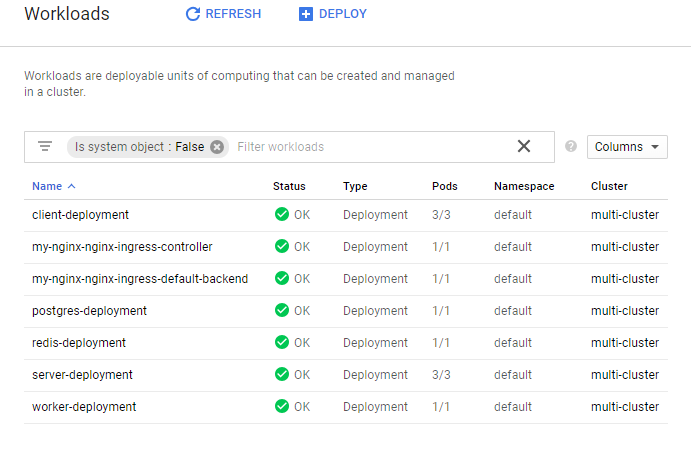 Workloads REFRESH DEPLOY
Workloads are deployable units of computing that can be created and managed
in a cluster.
Is system object : False Filter workloads Columns
Name Status Type Pods Namespace Cluster
client-deployment OK Deployment 3/3 default multi-cluster
my-nginx-nginx-ingress-controller OK Deployment 1/1 default multi-cluster
my-nginx-nginx-ingress-default-backend OK Deployment 1/1 default multi-cluster
postgres-deployment OK Deployment 1/1 default multi-cluster
redis-deployment OK Deployment 1/1 default multi-cluster
server-deployment OK Deployment 3/3 default multi-cluster
worker-deployment OK Deployment 1/1 default multi-cluster